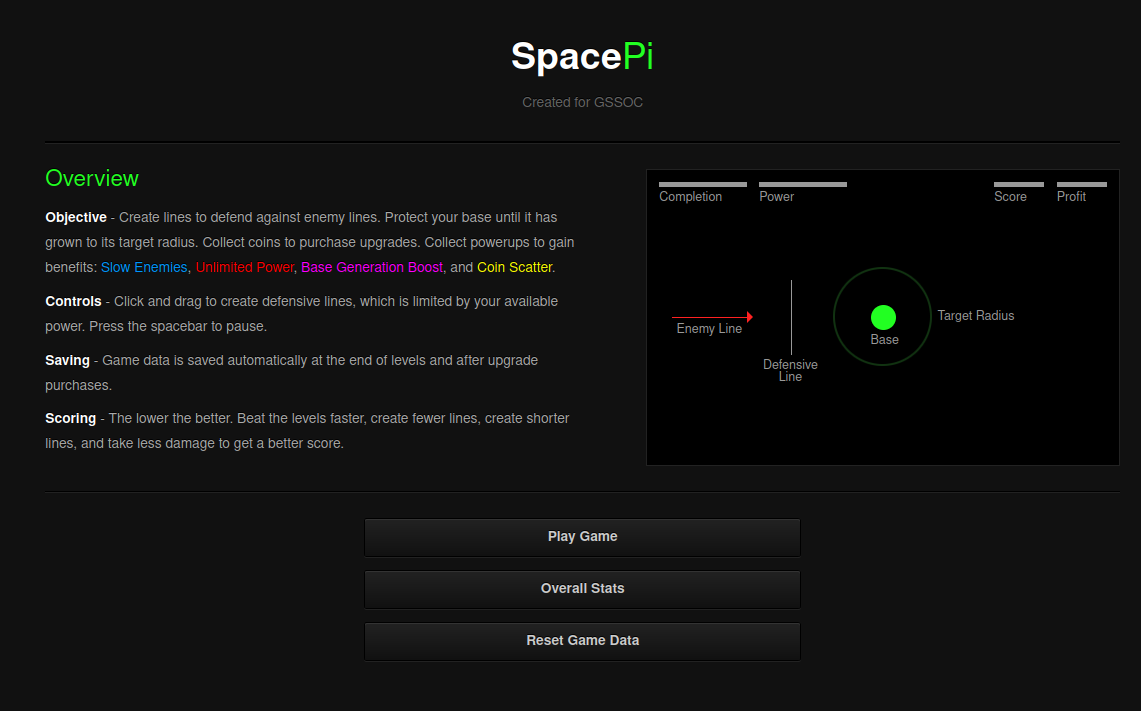 SpacePi
Created for GSSOC
Overview
Objective - Create lines to defend against enemy lines. Protect your base until it has
grown to its target radius. Collect coins to purchase upgrades. Collect powerups to gain
benefits: Slow Enemies, Unlimited Power, Base Generation Boost, and Coin Scatter.
Controls - Click and drag to create defensive lines, which is limited by your available
power. Press the spacebar to pause.
Saving - Game data is saved automatically at the end of levels and after upgrade
purchases.
Scoring - The lower the better. Beat the levels faster, create fewer lines, create shorter
lines, and take less damage to get a better score.
Completion Power Score Profit
Enemy Line
Defensive
Line
Base
Target Radius
Play Game
Overall Stats
Reset Game Data